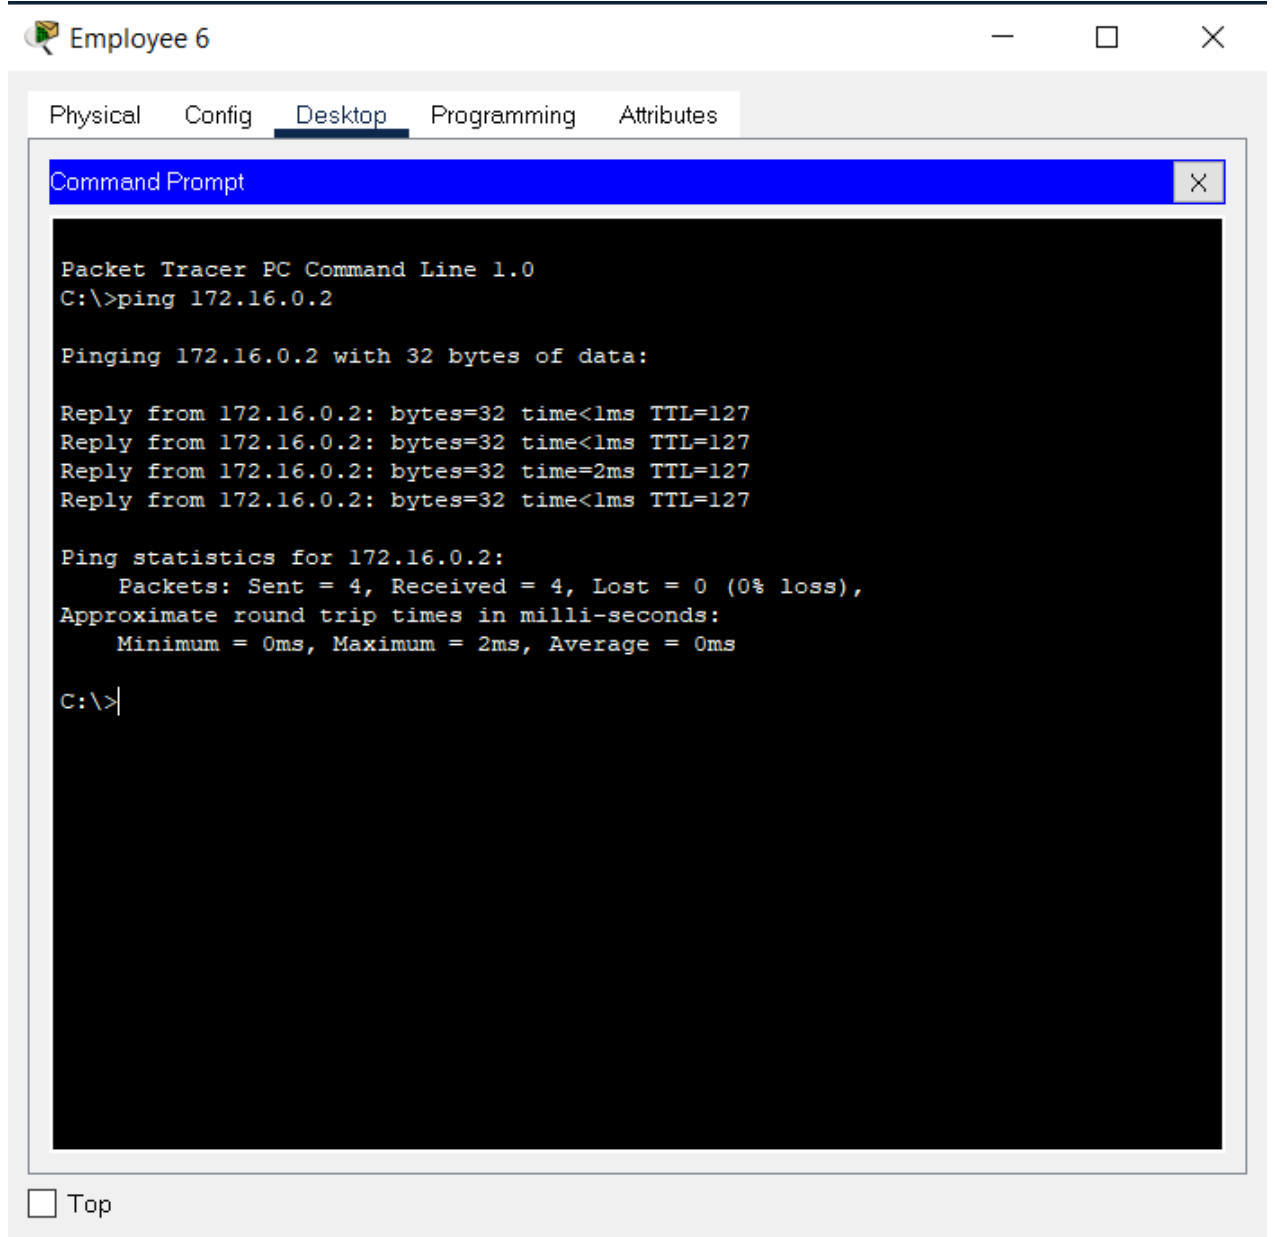 Employee 6
Physical Config Desktop Programming Attributes
Command Prompt X
Packet Tracer PC Command Line 1.0
C:\>ping 172.16.0.2
Pinging 172.16.0.2 with 32 bytes of data:
Reply from 172.16.0.2: bytes=32 time<1ms TTL=127
Reply from 172.16.0.2: bytes=32 time<1ms TTL=127
Reply from 172.16.0.2: bytes=32 time=2ms TTL=127
Reply from 172.16.0.2: bytes=32 time<1ms TTL=127
Ping statistics for 172.16.0.2:
    Packets: Sent = 4, Received = 4, Lost = 0 (0% loss),
Approximate round trip times in milli-seconds:
    Minimum = 0ms, Maximum = 2ms, Average = 0ms
C:\>
Top